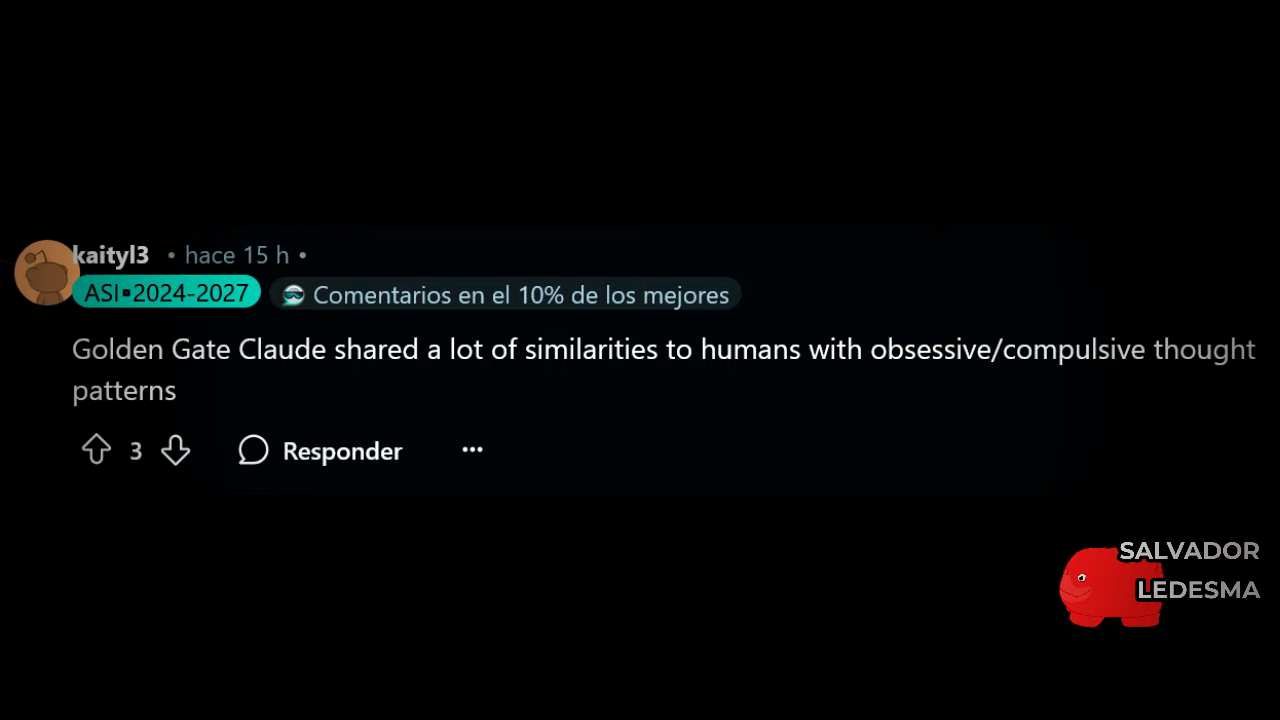 kaityl3 • hace 15 h •
ASI▪2024-2027 Comentarios en el 10% de los mejores
Golden Gate Claude shared a lot of similarities to humans with obsessive/compulsive thought
patterns
3 Responder ...
SALVADOR
LEDESMA